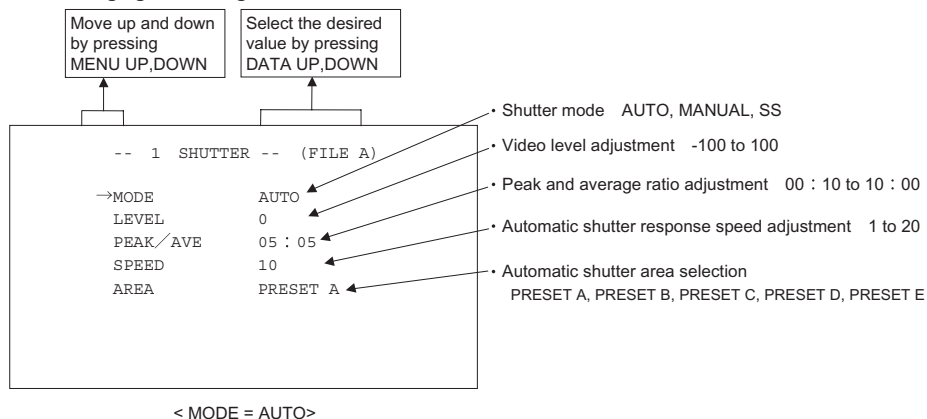 Move up and down
by pressing
MENU UP,DOWN
Select the desired
value by pressing
DATA UP,DOWN
-- 1 SHUTTER -- (FILE A)
→MODE AUTO
LEVEL 0
PEAK／AVE 05：05
SPEED 10
AREA PRESET A
・Shutter mode AUTO, MANUAL, SS
・Video level adjustment -100 to 100
・Peak and average ratio adjustment 00：10 to 10：00
・Automatic shutter response speed adjustment 1 to 20
・Automatic shutter area selection
PRESET A, PRESET B, PRESET C, PRESET D, PRESET E
< MODE = AUTO>